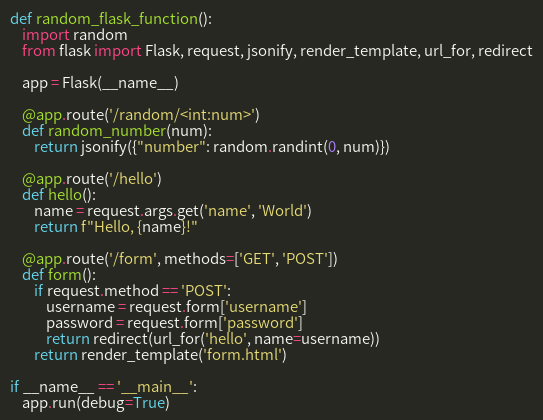 def random_flask_function():
    import random
    from flask import Flask, request, jsonify, render_template, url_for, redirect

    app = Flask(__name__)

    @app.route('/random/<int:num>')
    def random_number(num):
        return jsonify({"number": random.randint(0, num)})

    @app.route('/hello')
    def hello():
        name = request.args.get('name', 'World')
        return f"Hello, {name}!"

    @app.route('/form', methods=['GET', 'POST'])
    def form():
        if request.method == 'POST':
            username = request.form['username']
            password = request.form['password']
            return redirect(url_for('hello', name=username))
        return render_template('form.html')

if __name__ == '__main__':
    app.run(debug=True)